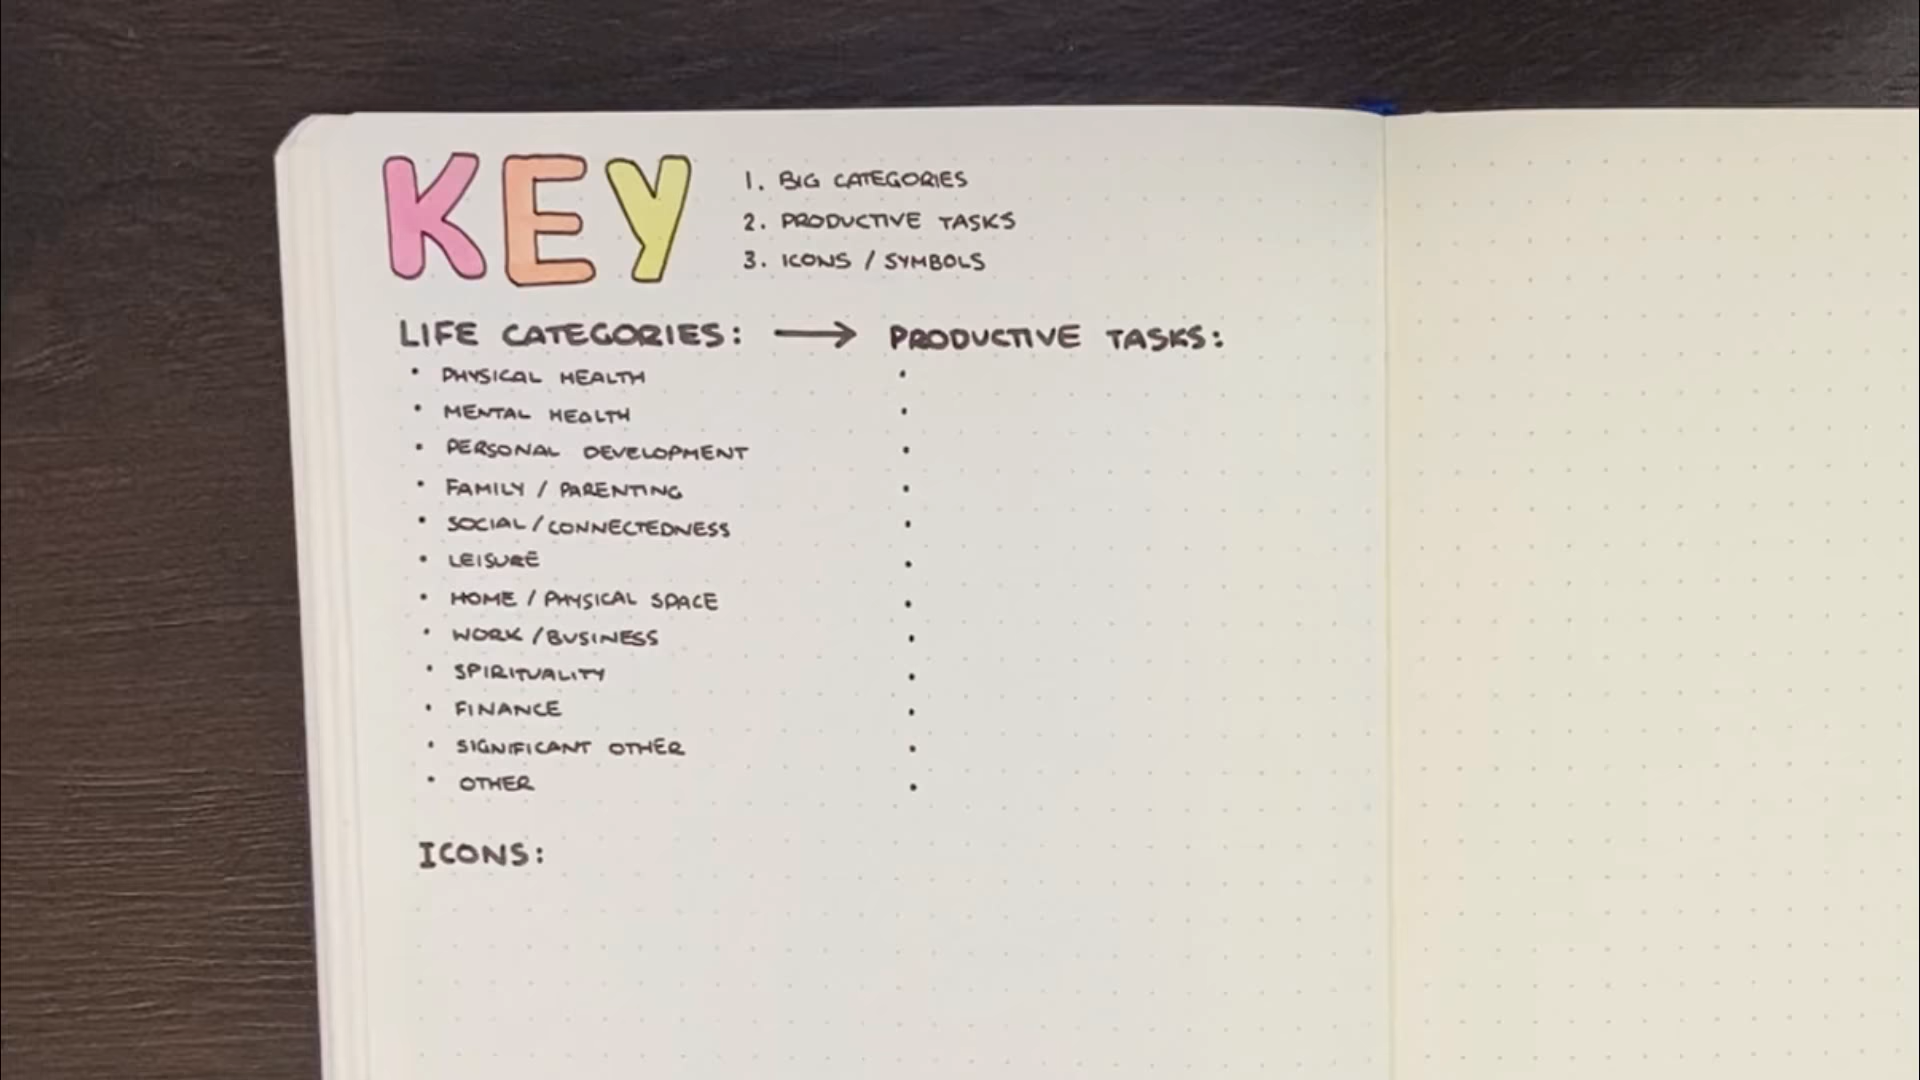 KEY
1. BIG CATEGORIES
2. PRODUCTIVE TASKS
3. ICONS / SYMBOLS
LIFE CATEGORIES: → PRODUCTIVE TASKS:
• PHYSICAL HEALTH
• MENTAL HEALTH
• PERSONAL DEVELOPMENT
• FAMILY / PARENTING
• SOCIAL / CONNECTEDNESS
• LEISURE
• HOME / PHYSICAL SPACE
• WORK / BUSINESS
• SPIRITUALITY
• FINANCE
• SIGNIFICANT OTHER
• OTHER
ICONS: